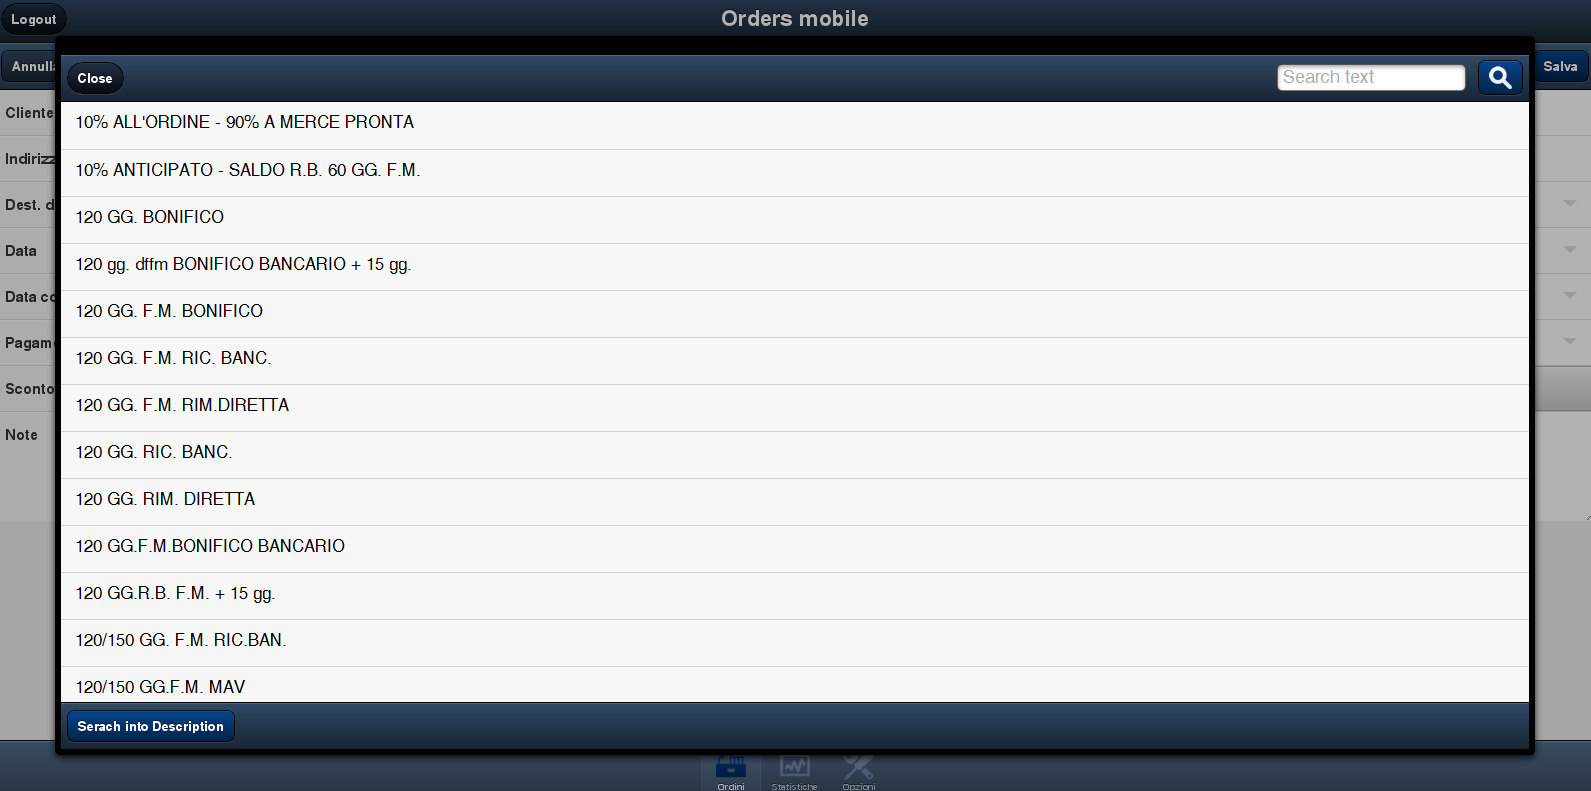 Logout
Orders mobile
Annulla
Salva
Close
Search text
Cliente
Indirizz
Dest. d
Data
Data co
Pagam
Sconto
Note
10% ALL'ORDINE - 90% A MERCE PRONTA
10% ANTICIPATO - SALDO R.B. 60 GG. F.M.
120 GG. BONIFICO
120 gg. dffm BONIFICO BANCARIO + 15 gg.
120 GG. F.M. BONIFICO
120 GG. F.M. RIC. BANC.
120 GG. F.M. RIM.DIRETTA
120 GG. RIC. BANC.
120 GG. RIM. DIRETTA
120 GG.F.M.BONIFICO BANCARIO
120 GG.R.B. F.M. + 15 gg.
120/150 GG. F.M. RIC.BAN.
120/150 GG.F.M. MAV
Serach into Description
Ordini
Statistiche
Opzioni